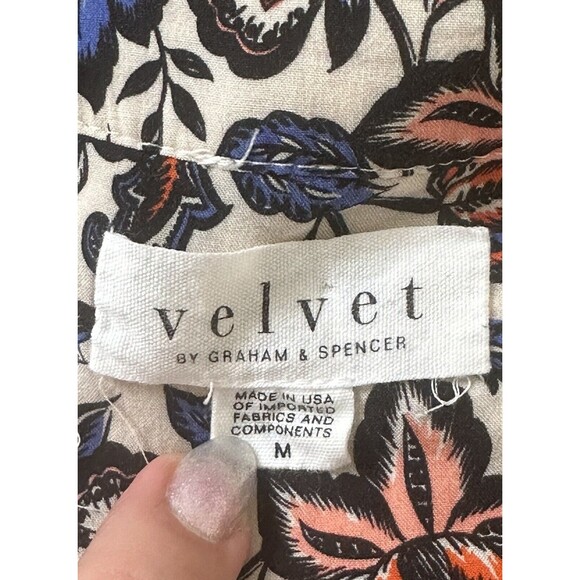 velvet
BY GRAHAM & SPENCER
MADE IN USA
OF IMPORTED
FABRICS AND
COMPONENTS
M